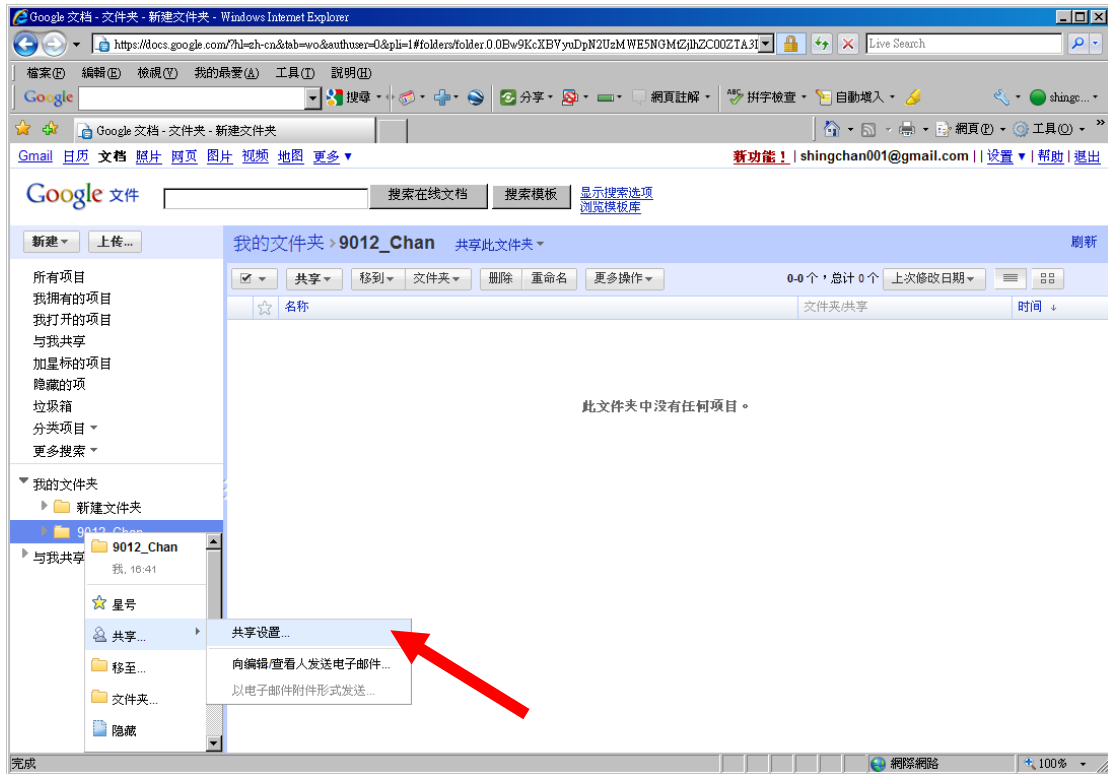 Google 文档 - 文件夹 - 新建文件夹 - Windows Internet Explorer
Live Search
檔案(F) 編輯(E) 檢視(V) 我的最愛(A) 工具(T) 說明(H)
Google 搜尋 分享 網頁註解 拼字檢查 自動填入 shingc...
Google 文档 - 文件夹 - 新建文件夹 網頁(P) 工具(O) »
Gmail 日历 文档 照片 网页 图片 视频 地图 更多 ▼ 新功能！ | shingchan001@gmail.com | | 设置 ▼ | 帮助 | 退出
Google 文件 搜索在线文档 搜索模板 显示搜索选项
浏览模板库
新建 上传... 我的文件夹 › 9012_Chan 共享此文件夹 刷新
所有项目
我拥有的项目
我打开的项目
与我共享
加星标的项目
隐藏的项
垃圾箱
分类项目
更多搜索
共享 移到 文件夹 删除 重命名 更多操作 0-0 个，总计 0 个 上次修改日期
名称 文件夹/共享 时间 ↓
此文件夹中没有任何项目。
我的文件夹
新建文件夹
9012_Chan
与我共享
9012_Chan
我, 16:41
星号
共享...
移至...
文件夹...
隐藏
共享设置...
向编辑/查看人发送电子邮件...
以电子邮件附件形式发送...
完成 網際網路 100%